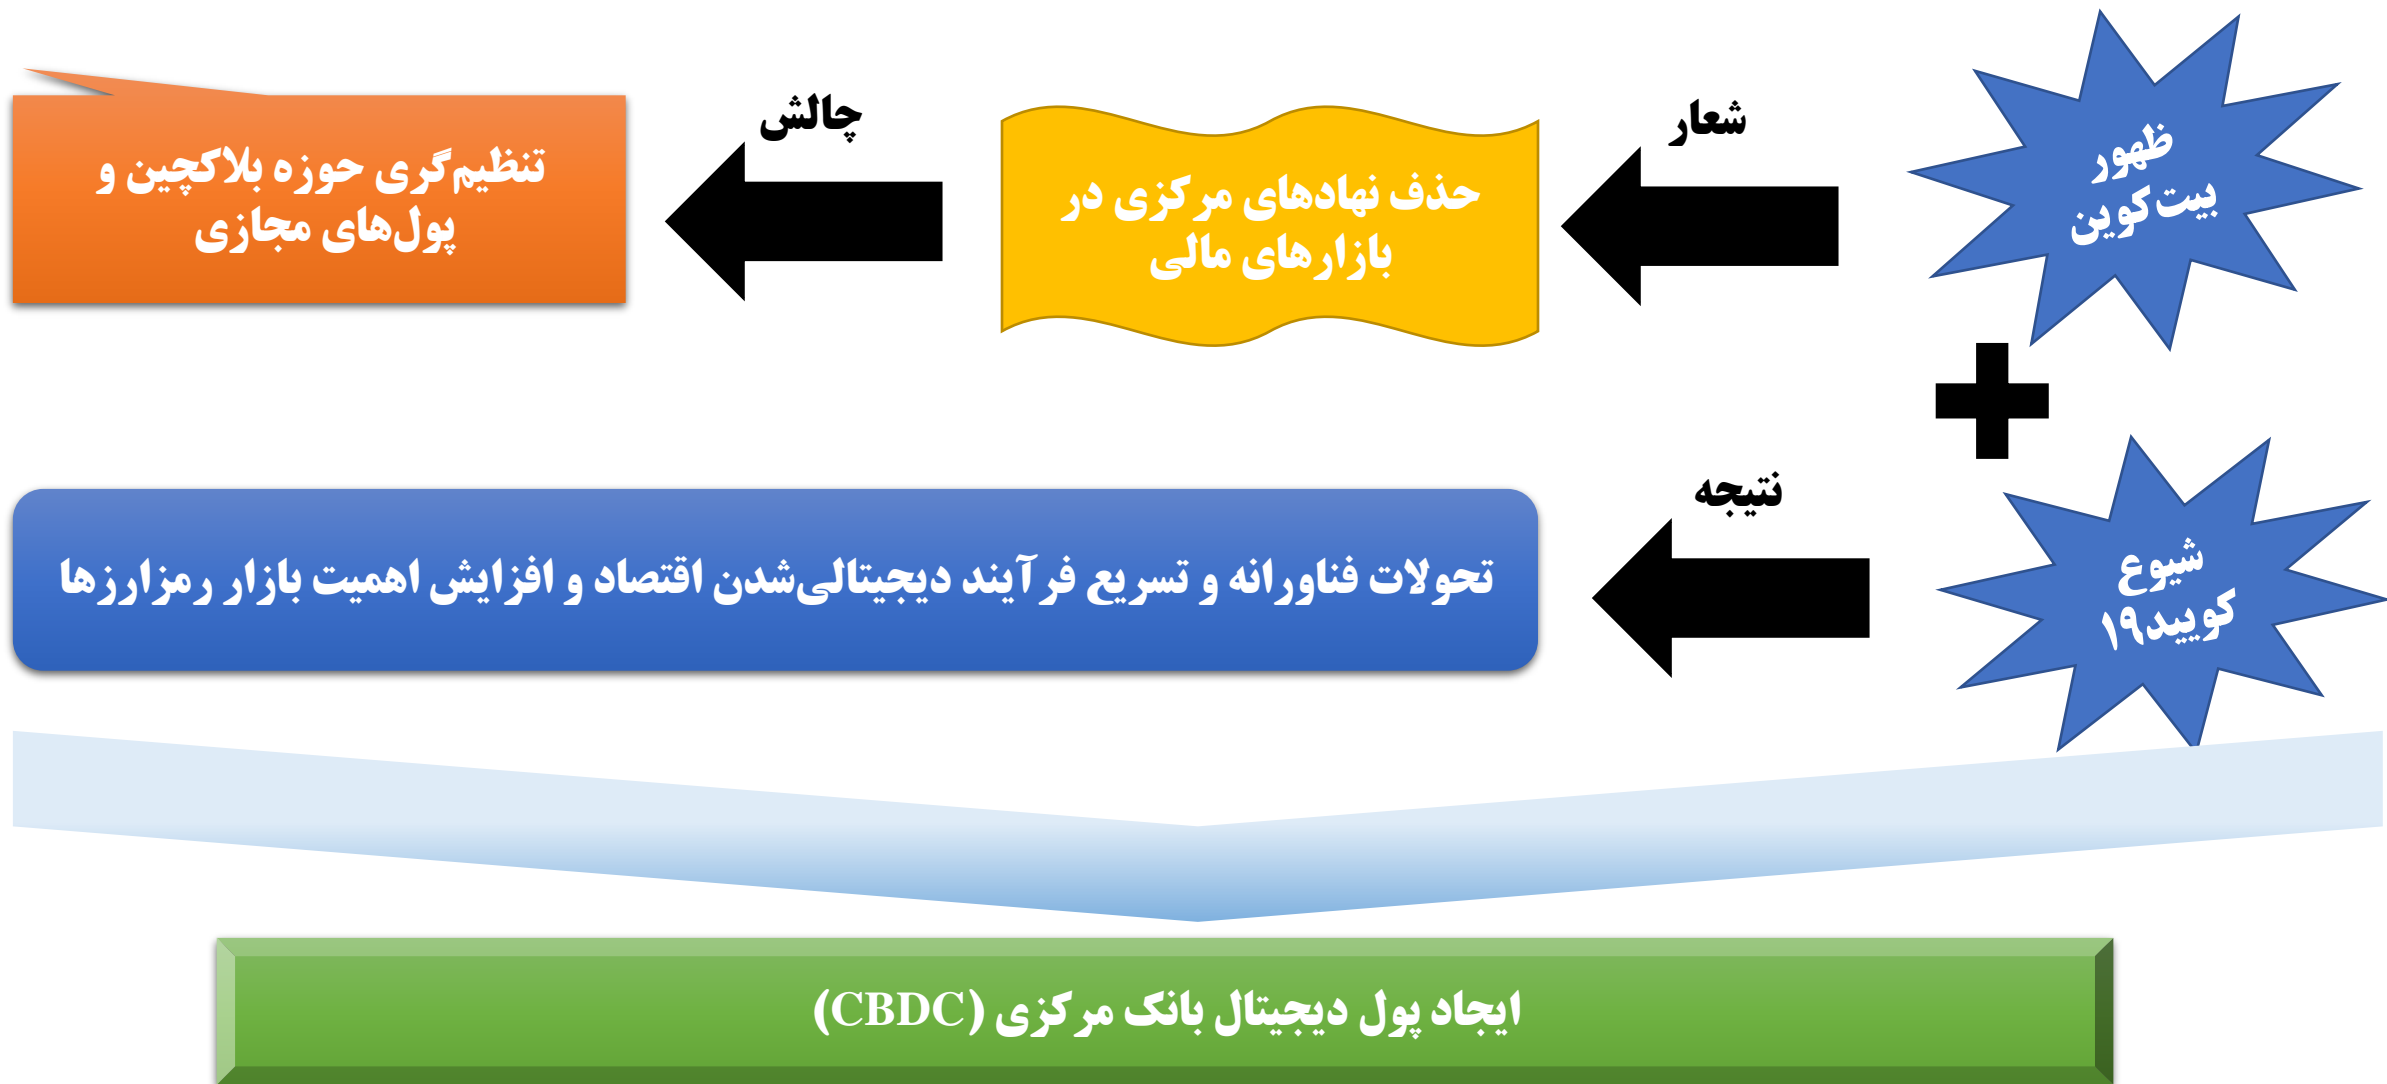 ظهور
بیت‌کوین
شعار
حذف نهادهای مرکزی در
بازارهای مالی
چالش
تنظیم‌گری حوزه بلاکچین و
پول‌های مجازی
شیوع
کویید۱۹
نتیجه
تحولات فناورانه و تسریع فرآیند دیجیتالی‌شدن اقتصاد و افزایش اهمیت بازار رمزارزها
ایجاد پول دیجیتال بانک مرکزی (CBDC)